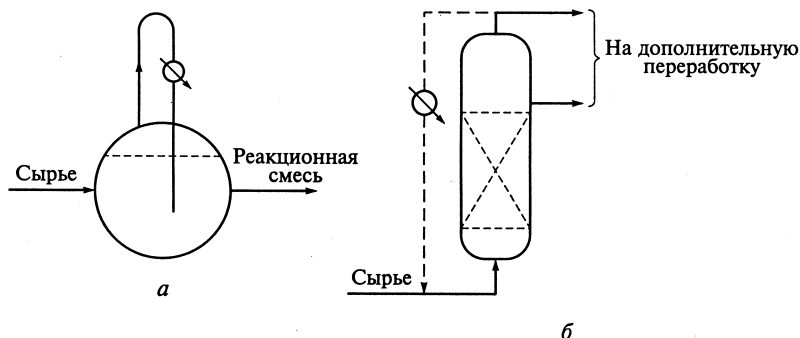 Сырье
Реакционная
смесь
а
На дополнительную
переработку
Сырье
б